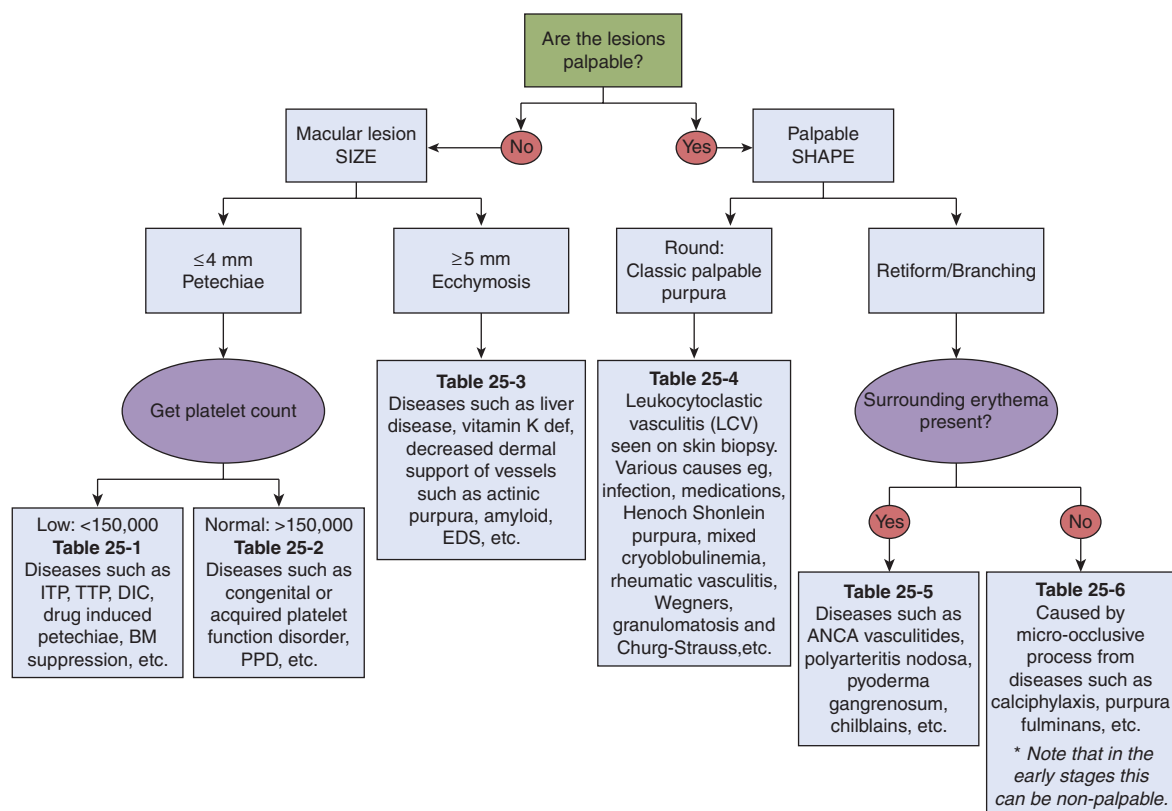 Are the lesions
palpable?
Macular lesion
SIZE
No
Yes
Palpable
SHAPE
≤4 mm
Petechiae
≥5 mm
Ecchymosis
Round:
Classic palpable
purpura
Retiform/Branching
Get platelet count
Table 25-3
Diseases such as liver
disease, vitamin K def,
decreased dermal
support of vessels
such as actinic
purpura, amyloid,
EDS, etc.
Table 25-4
Leukocytoclastic
vasculitis (LCV)
seen on skin biopsy.
Various causes eg,
infection, medications,
Henoch Shonlein
purpura, mixed
cryoblobulinemia,
rheumatic vasculitis,
Wegners,
granulomatosis and
Churg-Strauss,etc.
Surrounding erythema
present?
Low: <150,000
Table 25-1
Diseases such as
ITP, TTP, DIC,
drug induced
petechiae, BM
suppression, etc.
Normal: >150,000
Table 25-2
Diseases such as
congenital or
acquired platelet
function disorder,
PPD, etc.
Yes
No
Table 25-5
Diseases such as
ANCA vasculitides,
polyarteritis nodosa,
pyoderma
gangrenosum,
chilblains, etc.
Table 25-6
Caused by
micro-occlusive
process from
diseases such as
calciphylaxis, purpura
fulminans, etc.
* Note that in the
early stages this
can be non-palpable.